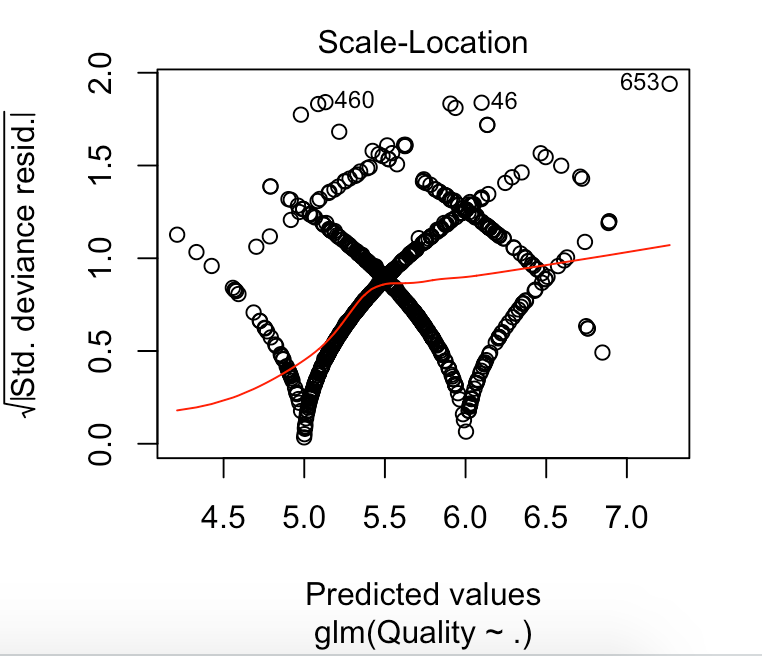 Scale-Location
√|Std. deviance resid.|
2.0
1.5
1.0
0.5
0.0
653
460
46
4.5 5.0 5.5 6.0 6.5 7.0
Predicted values
glm(Quality ~ .)